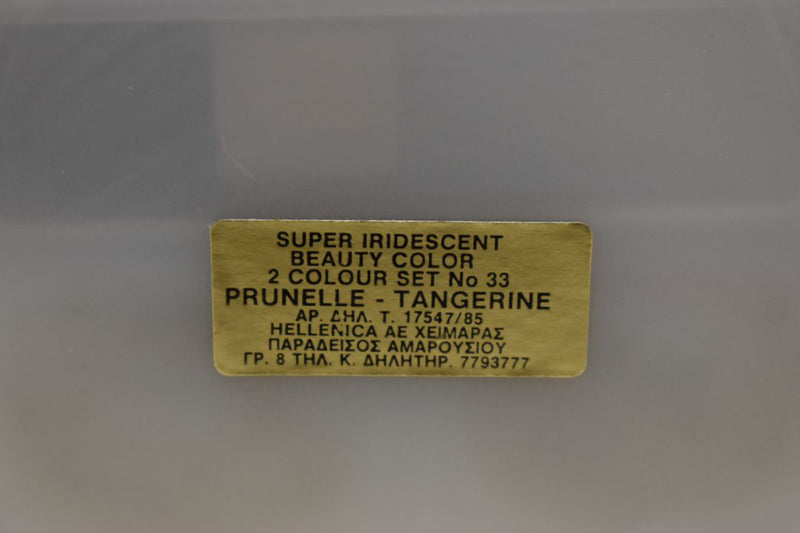 SUPER IRIDESCENT
BEAUTY COLOR
2 COLOUR SET No 33
PRUNELLE - TANGERINE
ΑΡ. ΔΗΛ. Τ. 17547/85
HELLENICA AE ΧΕΙΜΑΡΑΣ
ΠΑΡΑΔΕΙΣΟΣ ΑΜΑΡΟΥΣΙΟΥ
ΓΡ. 8 ΤΗΛ. Κ. ΔΗΛΗΤΗΡ. 7793777